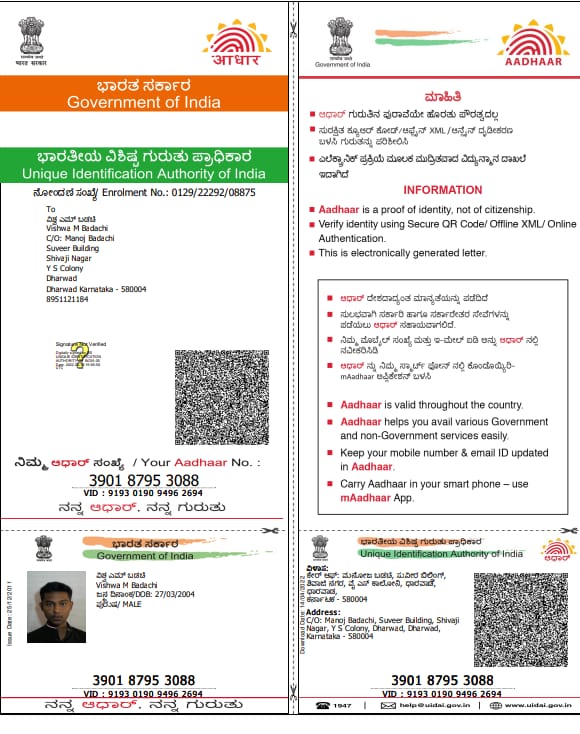 भारत सरकार
आधार
ಭಾರತ ಸರ್ಕಾರ
Government of India
ಭಾರತೀಯ ವಿಶಿಷ್ಟ ಗುರುತು ಪ್ರಾಧಿಕಾರ
Unique Identification Authority of India
ನೋಂದಣಿ ಸಂಖ್ಯೆ/ Enrolment No.: 0129/22292/08875
To
ವಿಶ್ವ ಎಮ್ ಬಡಚಿ
Vishwa M Badachi
C/O: Manoj Badachi
Suveer Building
Shivaji Nagar
Y S Colony
Dharwad
Dharwad Karnataka - 580004
8951121184
Signature Not Verified
ನಿಮ್ಮ ಆಧಾರ್ ಸಂಖ್ಯೆ / Your Aadhaar No. :
3901 8795 3088
VID : 9193 0190 9496 2694
ನನ್ನ ಆಧಾರ್, ನನ್ನ ಗುರುತು
Government of India
AADHAAR
ಮಾಹಿತಿ
ಆಧಾರ್ ಗುರುತಿನ ಪುರಾವೆಯೇ ಹೊರತು ಪೌರತ್ವದಲ್ಲ
ಸುರಕ್ಷಿತ ಕ್ಯೂಆರ್ ಕೋಡ್/ಆಫ್ಲೈನ್ XML /ಆನ್ಲೈನ್ ದೃಢೀಕರಣ
ಬಳಸಿ ಗುರುತನ್ನು ಪರಿಶೀಲಿಸಿ
ಎಲೆಕ್ಟ್ರಾನಿಕ್ ಪ್ರಕ್ರಿಯೆ ಮೂಲಕ ಮುದ್ರಿತವಾದ ವಿದ್ಯುನ್ಮಾನ ದಾಖಲೆ
ಇದಾಗಿದೆ
INFORMATION
Aadhaar is a proof of identity, not of citizenship.
Verify identity using Secure QR Code/ Offline XML/ Online
Authentication.
This is electronically generated letter.
ಆಧಾರ್ ದೇಶದಾದ್ಯಂತ ಮಾನ್ಯತೆಯನ್ನು ಪಡೆದಿದೆ
ಸುಲಭವಾಗಿ ಸರ್ಕಾರಿ ಹಾಗೂ ಸರ್ಕಾರೇತರ ಸೇವೆಗಳನ್ನು
ಪಡೆಯಲು ಆಧಾರ್ ಸಹಾಯವಾಗಲಿದೆ.
ನಿಮ್ಮ ಮೊಬೈಲ್ ಸಂಖ್ಯೆ ಮತ್ತು ಇ-ಮೇಲ್ ಐಡಿ ಅನ್ನು ಆಧಾರ್ ನಲ್ಲಿ
ನವೀಕರಿಸಿಡಿ
ಆಧಾರ್ ನ್ನು ನಿಮ್ಮ ಸ್ಮಾರ್ಟ್ ಫೋನ್ ನಲ್ಲಿ ಕೊಂಡೊಯ್ಯಿರಿ-
mAadhaar ಅಪ್ಲಿಕೇಶನ್ ಬಳಸಿ
Aadhaar is valid throughout the country.
Aadhaar helps you avail various Government
and non-Government services easily.
Keep your mobile number & email ID updated
in Aadhaar.
Carry Aadhaar in your smart phone – use
mAadhaar App.
ಭಾರತ ಸರ್ಕಾರ
Government of India
Issue Date: 25/12/2011
ವಿಶ್ವ ಎಮ್ ಬಡಚಿ
Vishwa M Badachi
ಜನ್ಮ ದಿನಾಂಕ/DOB: 27/03/2004
ಪುರುಷ/ MALE
3901 8795 3088
VID : 9193 0190 9496 2694
ನನ್ನ ಆಧಾರ್, ನನ್ನ ಗುರುತು
ಭಾರತೀಯ ವಿಶಿಷ್ಟ ಗುರುತು ಪ್ರಾಧಿಕಾರ
Unique Identification Authority of India
ಆಧಾರ್
Download Date: 14/04/2022
ವಿಳಾಸ:
ಕೇರ್ ಆಫ್: ಮನೋಜ ಬಡಚಿ, ಸುವೀರ ಬಿಲ್ಡಿಂಗ್,
ಶಿವಾಜಿ ನಗರ, ವೈ ಎಸ್ ಕಾಲೋನಿ, ಧಾರವಾಡ,
ಧಾರವಾಡ,
ಕರ್ನಾಟಕ - 580004
Address:
C/O: Manoj Badachi, Suveer Building, Shivaji
Nagar, Y S Colony, Dharwad, Dharwad,
Karnataka - 580004
3901 8795 3088
VID : 9193 0190 9496 2694
1947
help@uidai.gov.in
www.uidai.gov.in